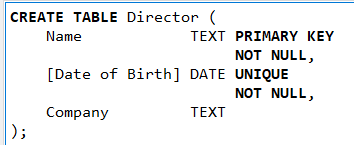 CREATE TABLE Director (
    Name             TEXT PRIMARY KEY
                          NOT NULL,
    [Date of Birth] DATE UNIQUE
                          NOT NULL,
    Company          TEXT
);